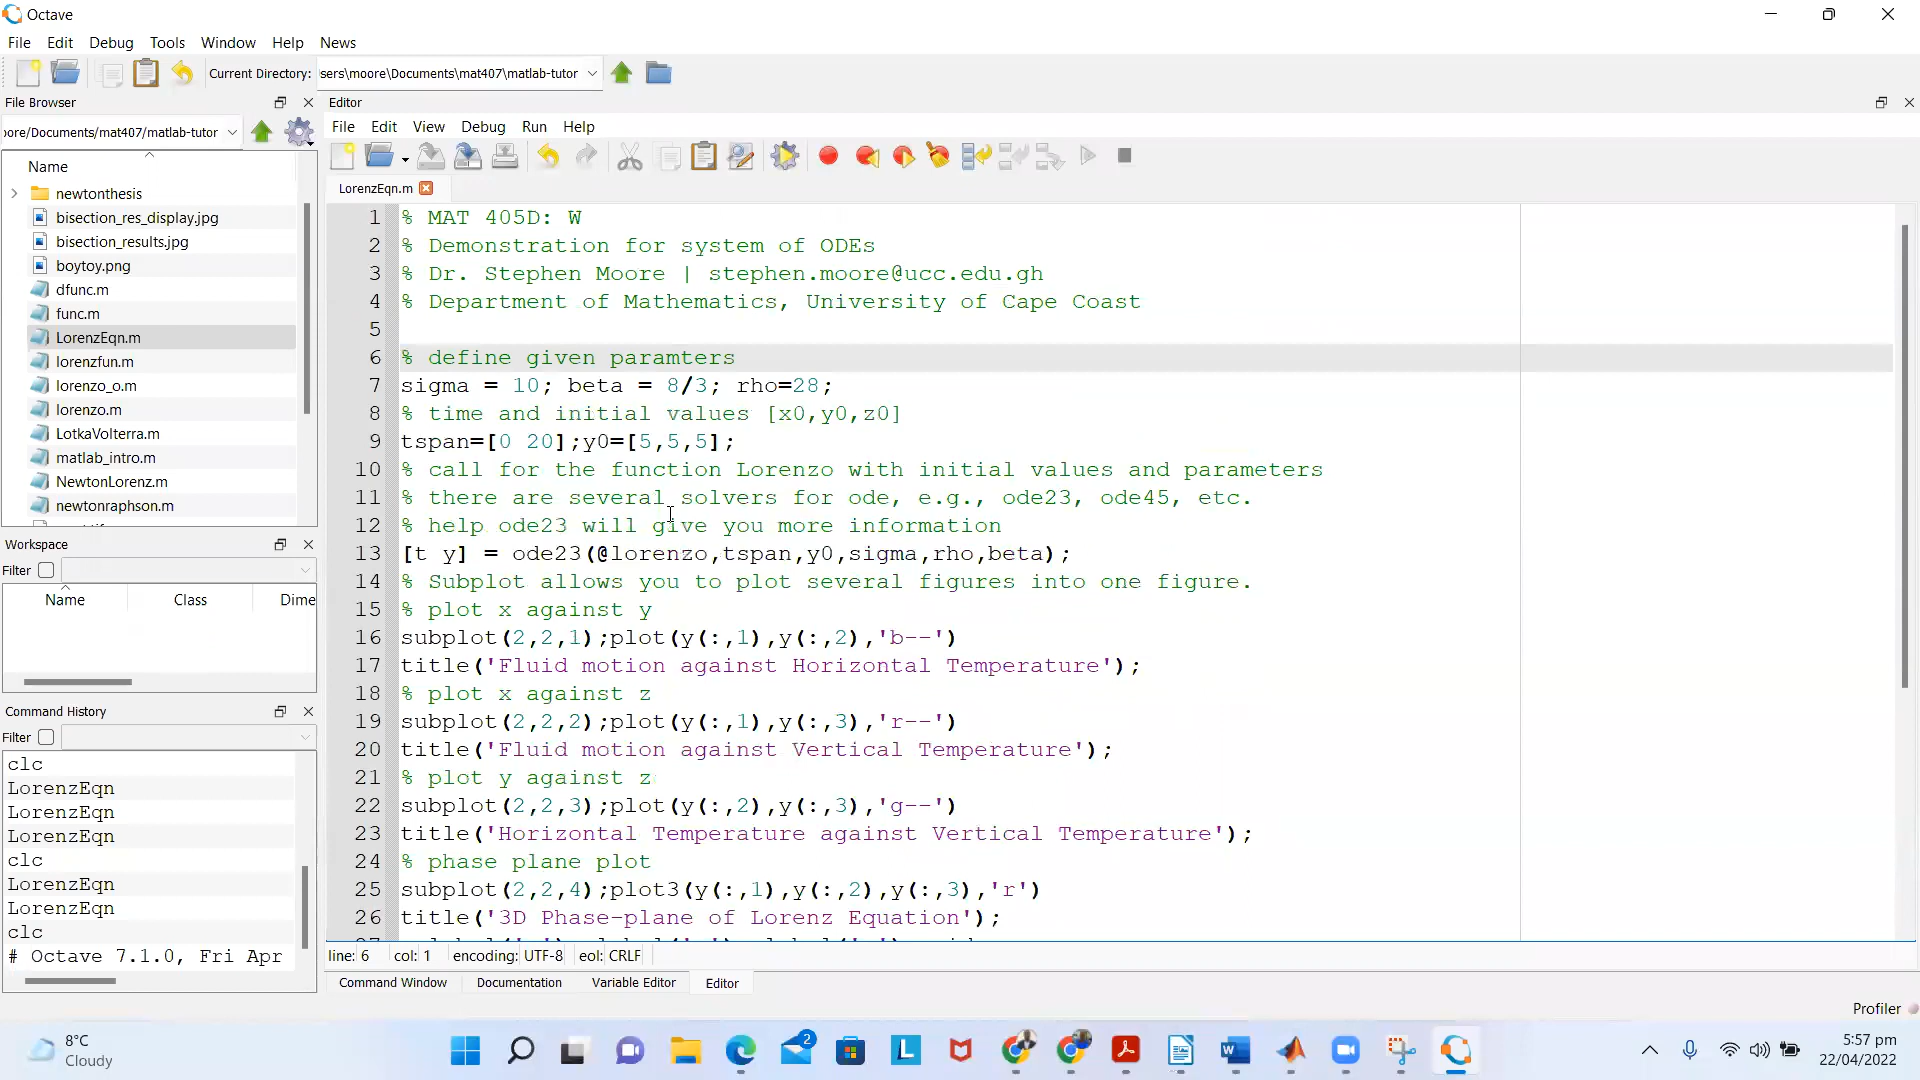 Octave
File Edit Debug Tools Window Help News
Current Directory: sers\moore\Documents\mat407\matlab-tutor
File Browser
ore/Documents/mat407/matlab-tutor
Name
newtonthesis
bisection_res_display.jpg
bisection_results.jpg
boytoy.png
dfunc.m
func.m
LorenzEqn.m
lorenzfun.m
lorenzo_o.m
lorenzo.m
LotkaVolterra.m
matlab_intro.m
NewtonLorenz.m
newtonraphson.m
Workspace
Filter
Name Class Dime
Command History
Filter
clc
LorenzEqn
LorenzEqn
LorenzEqn
clc
LorenzEqn
LorenzEqn
clc
# Octave 7.1.0, Fri Apr
Editor
File Edit View Debug Run Help
LorenzEqn.m
1 % MAT 405D: W
2 % Demonstration for system of ODEs
3 % Dr. Stephen Moore | stephen.moore@ucc.edu.gh
4 % Department of Mathematics, University of Cape Coast
5
6 % define given paramters
7 sigma = 10; beta = 8/3; rho=28;
8 % time and initial values [x0,y0,z0]
9 tspan=[0 20];y0=[5,5,5];
10 % call for the function Lorenzo with initial values and parameters
11 % there are several solvers for ode, e.g., ode23, ode45, etc.
12 % help ode23 will give you more information
13 [t y] = ode23(@lorenzo,tspan,y0,sigma,rho,beta);
14 % Subplot allows you to plot several figures into one figure.
15 % plot x against y
16 subplot(2,2,1);plot(y(:,1),y(:,2),'b--')
17 title('Fluid motion against Horizontal Temperature');
18 % plot x against z
19 subplot(2,2,2);plot(y(:,1),y(:,3),'r--')
20 title('Fluid motion against Vertical Temperature');
21 % plot y against z
22 subplot(2,2,3);plot(y(:,2),y(:,3),'g--')
23 title('Horizontal Temperature against Vertical Temperature');
24 % phase plane plot
25 subplot(2,2,4);plot3(y(:,1),y(:,2),y(:,3),'r')
26 title('3D Phase-plane of Lorenz Equation');
line: 6 col: 1 encoding: UTF-8 eol: CRLF
Command Window Documentation Variable Editor Editor
Profiler
8°C
Cloudy
2
5:57 pm
22/04/2022